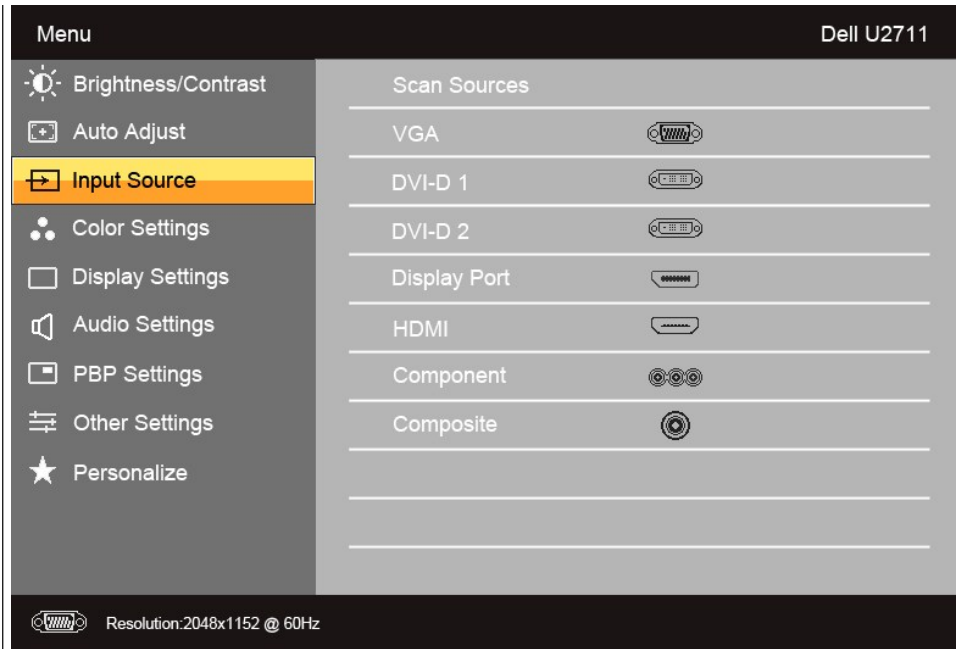 Menu Dell U2711
Brightness/Contrast Scan Sources
Auto Adjust VGA
Input Source DVI-D 1
Color Settings DVI-D 2
Display Settings Display Port
Audio Settings HDMI
PBP Settings Component
Other Settings Composite
Personalize
Resolution:2048x1152 @ 60Hz